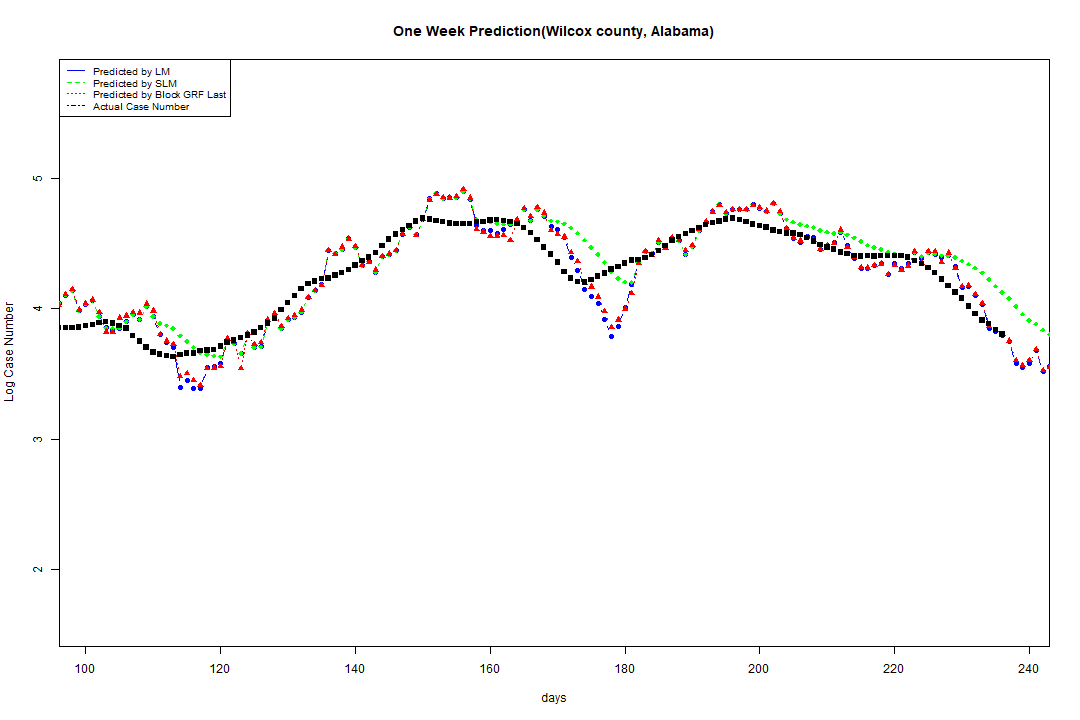 One Week Prediction(Wilcox county, Alabama)
Predicted by LM
Predicted by SLM
Predicted by Block GRF Last
Actual Case Number
5
4
3
2
Log Case Number
100 120 140 160 180 200 220 240
days